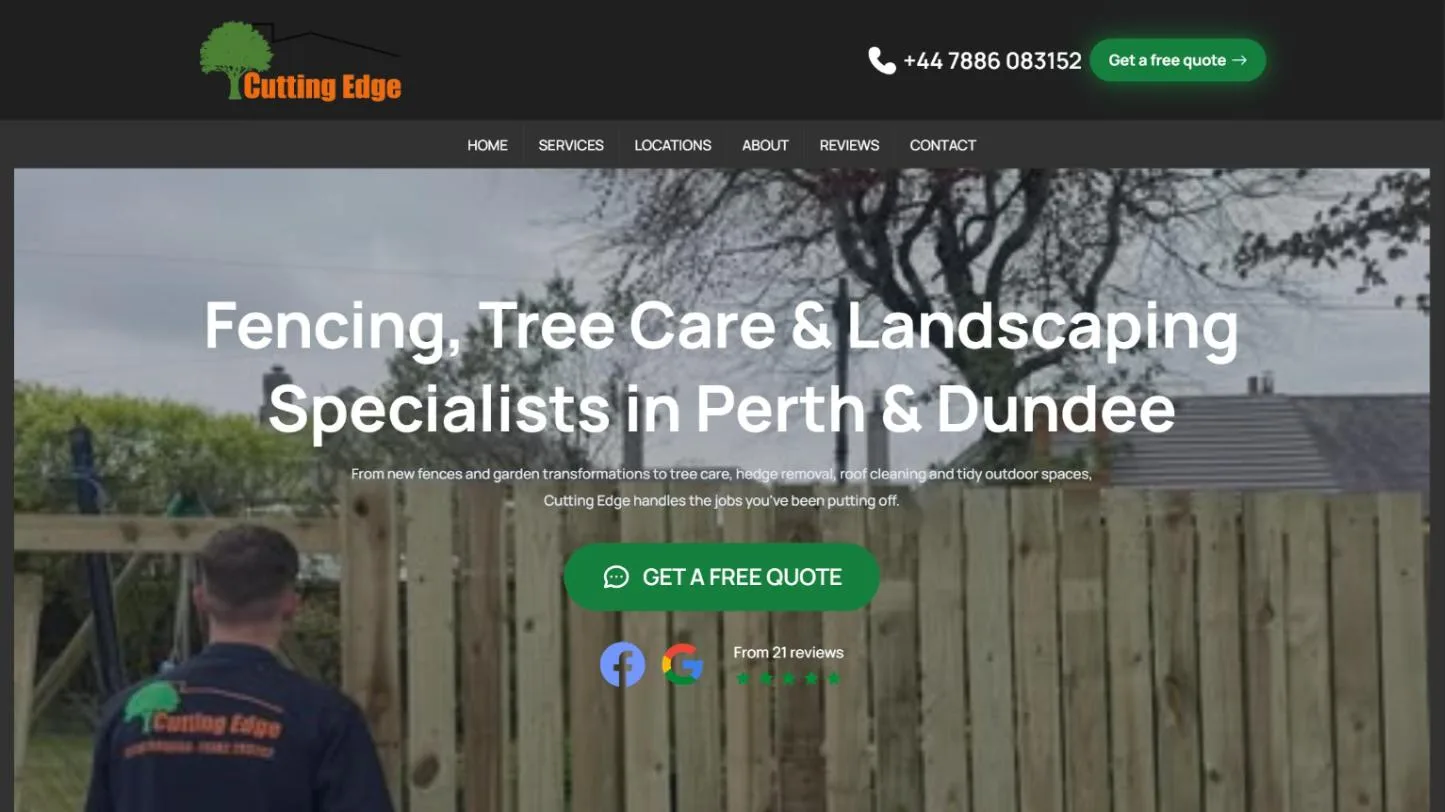 Cutting Edge
+44 7886 083152
Get a free quote →
HOME
SERVICES
LOCATIONS
ABOUT
REVIEWS
CONTACT
Fencing, Tree Care & Landscaping
Specialists in Perth & Dundee
From new fences and garden transformations to tree care, hedge removal, roof cleaning and tidy outdoor spaces,
Cutting Edge handles the jobs you've been putting off.
GET A FREE QUOTE
From 21 reviews
Cutting Edge